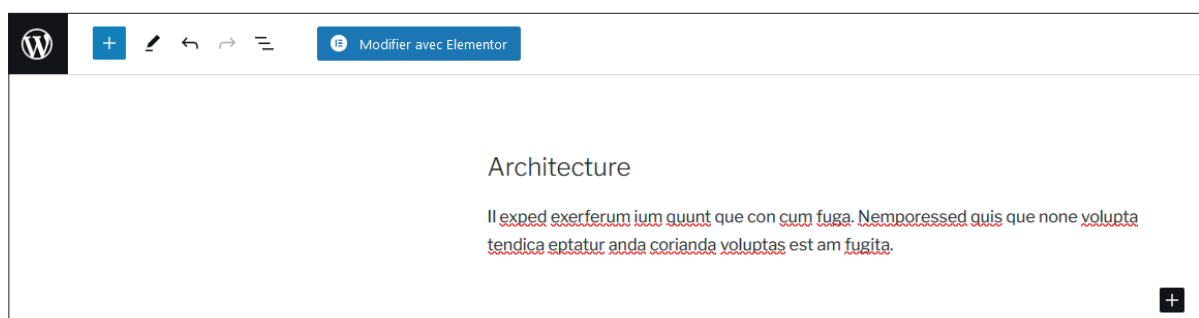 Modifier avec Elementor
Architecture
Il exped exerferum ium quunt que con cum fuga. Nemporessed quis que none volupta
tendica eptatur anda corianda voluptas est am fugita.